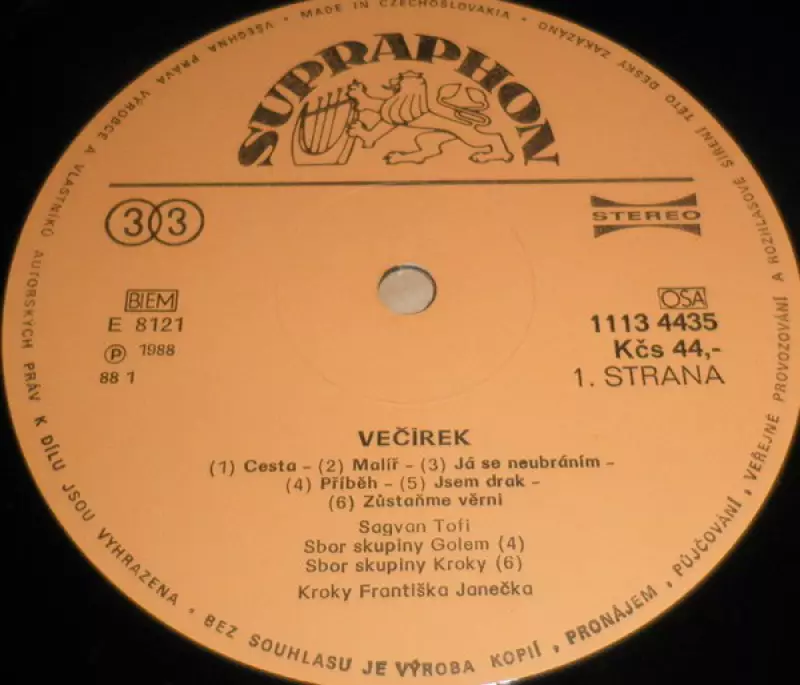 SUPRAPHON
33
STEREO
BIEM
E 8121
Ⓟ 1988
88 1
OSA
1113 4435
Kčs 44,-
1. STRANA
VEČÍREK
(1) Cesta – (2) Malíř – (3) Já se neubráním –
(4) Příběh – (5) Jsem drak –
(6) Zůstaňme věrni
Sagvan Tofi
Sbor skupiny Golem (4)
Sbor skupiny Kroky (6)
Kroky Františka Janečka
MADE IN CZECHOSLOVAKIA • VŠECHNA PRÁVA VÝROBCE A VLASTNÍKŮ AUTORSKÝCH PRÁV K DÍLU JSOU VYHRAZENA • BEZ SOUHLASU JE VÝROBA KOPIÍ, PRONÁJEM, PŮJČOVÁNÍ, VEŘEJNÉ PROVOZOVÁNÍ A ROZHLASOVÉ ŠÍŘENÍ TÉTO DESKY ZAKÁZÁNO •